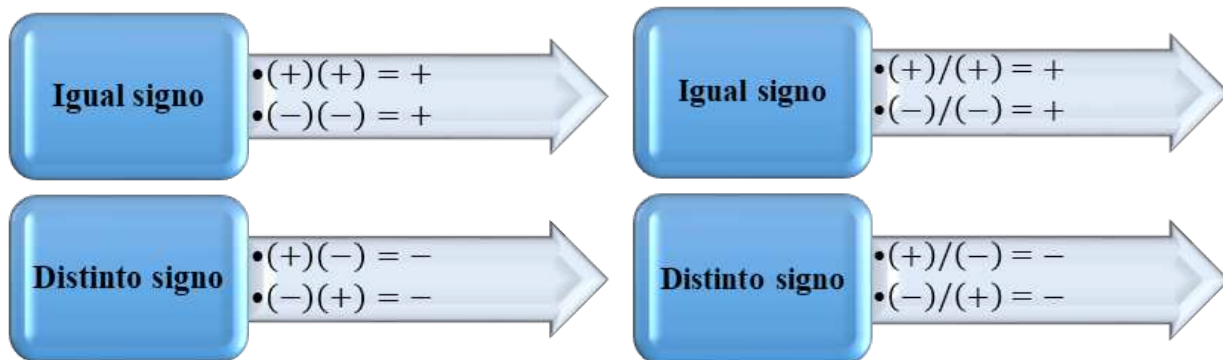 Igual signo
•(+)(+) = +
•(−)(−) = +
Igual signo
•(+)/(+) = +
•(−)/(−) = +
Distinto signo
•(+)(−) = −
•(−)(+) = −
Distinto signo
•(+)/(−) = −
•(−)/(+) = −